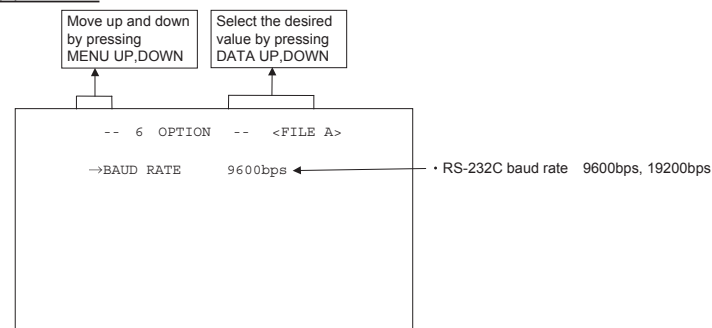 Move up and down
by pressing
MENU UP,DOWN
Select the desired
value by pressing
DATA UP,DOWN
-- 6 OPTION -- <FILE A>
→BAUD RATE 9600bps
・RS-232C baud rate 9600bps, 19200bps